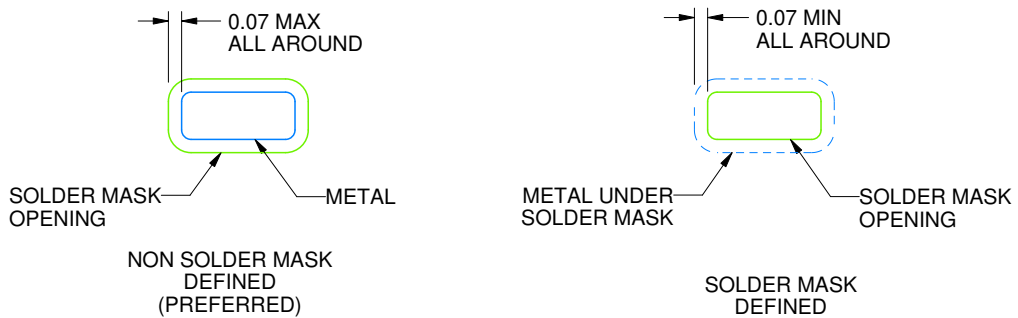 0.07 MAX
ALL AROUND
SOLDER MASK
OPENING
METAL
NON SOLDER MASK
DEFINED
(PREFERRED)
0.07 MIN
ALL AROUND
METAL UNDER
SOLDER MASK
SOLDER MASK
OPENING
SOLDER MASK
DEFINED